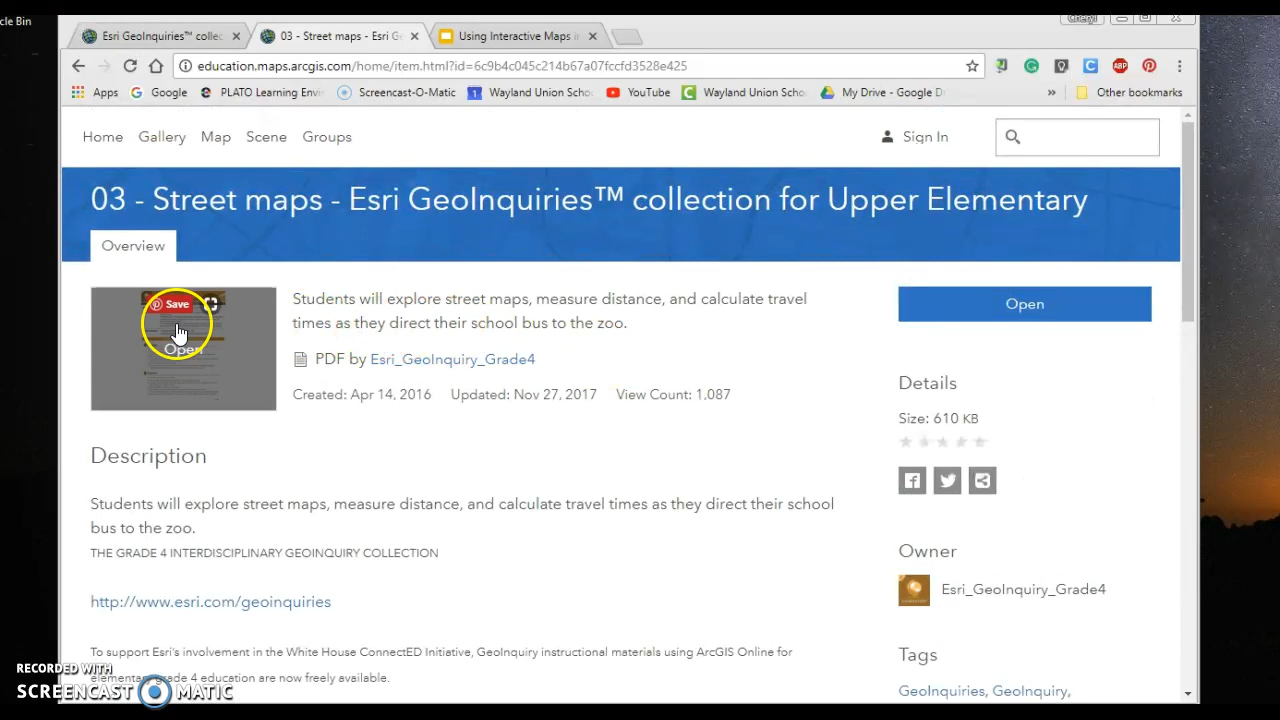 cle Bin
Cheryl
Esri GeoInquiries™ collec
03 - Street maps - Esri G
Using Interactive Maps i
education.maps.arcgis.com/home/item.html?id=6c9b4c045c214b67a07fccfd3528e425
Apps Google PLATO Learning Envi Screencast-O-Matic Wayland Union Scho YouTube Wayland Union Scho My Drive - Google D » Other bookmarks
Home Gallery Map Scene Groups Sign In
03 - Street maps - Esri GeoInquiries™ collection for Upper Elementary
Overview
Save
Open
Students will explore street maps, measure distance, and calculate travel
times as they direct their school bus to the zoo.
PDF by Esri_GeoInquiry_Grade4
Created: Apr 14, 2016 Updated: Nov 27, 2017 View Count: 1,087
Open
Details
Size: 610 KB
Description
Students will explore street maps, measure distance, and calculate travel times as they direct their school
bus to the zoo.
THE GRADE 4 INTERDISCIPLINARY GEOINQUIRY COLLECTION
http://www.esri.com/geoinquiries
To support Esri's involvement in the White House ConnectED Initiative, GeoInquiry instructional materials using ArcGIS Online for
elementary grade 4 education are now freely available.
Owner
Esri_GeoInquiry_Grade4
Tags
GeoInquiries, GeoInquiry,
RECORDED WITH
SCREENCAST MATIC